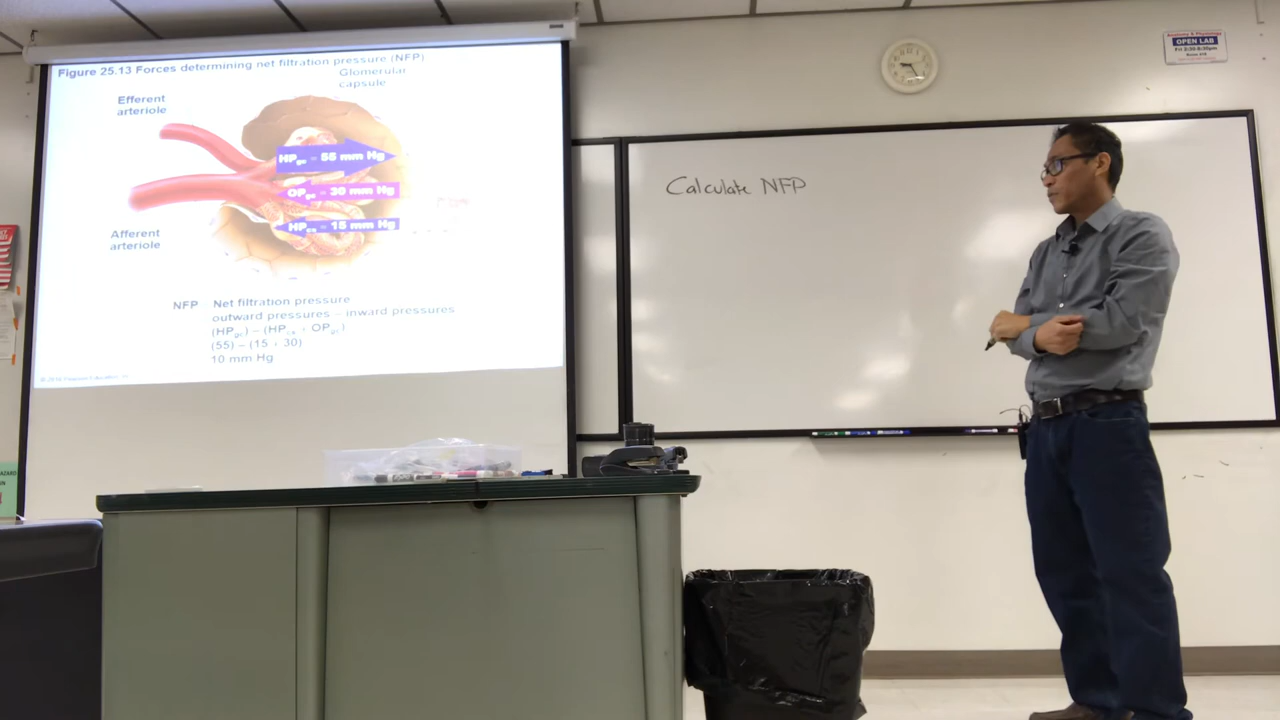 Figure 25.13 Forces determining net filtration pressure (NFP)
Glomerular
capsule
Efferent
arteriole
HPgc = 55 mm Hg
OPgc = 30 mm Hg
HPcs = 15 mm Hg
Afferent
arteriole
NFP Net filtration pressure
outward pressures – inward pressures
(HPgc) – (HPcs + OPgc)
(55) – (15 + 30)
10 mm Hg
Calculate NFP
Anatomy & Physiology
OPEN LAB